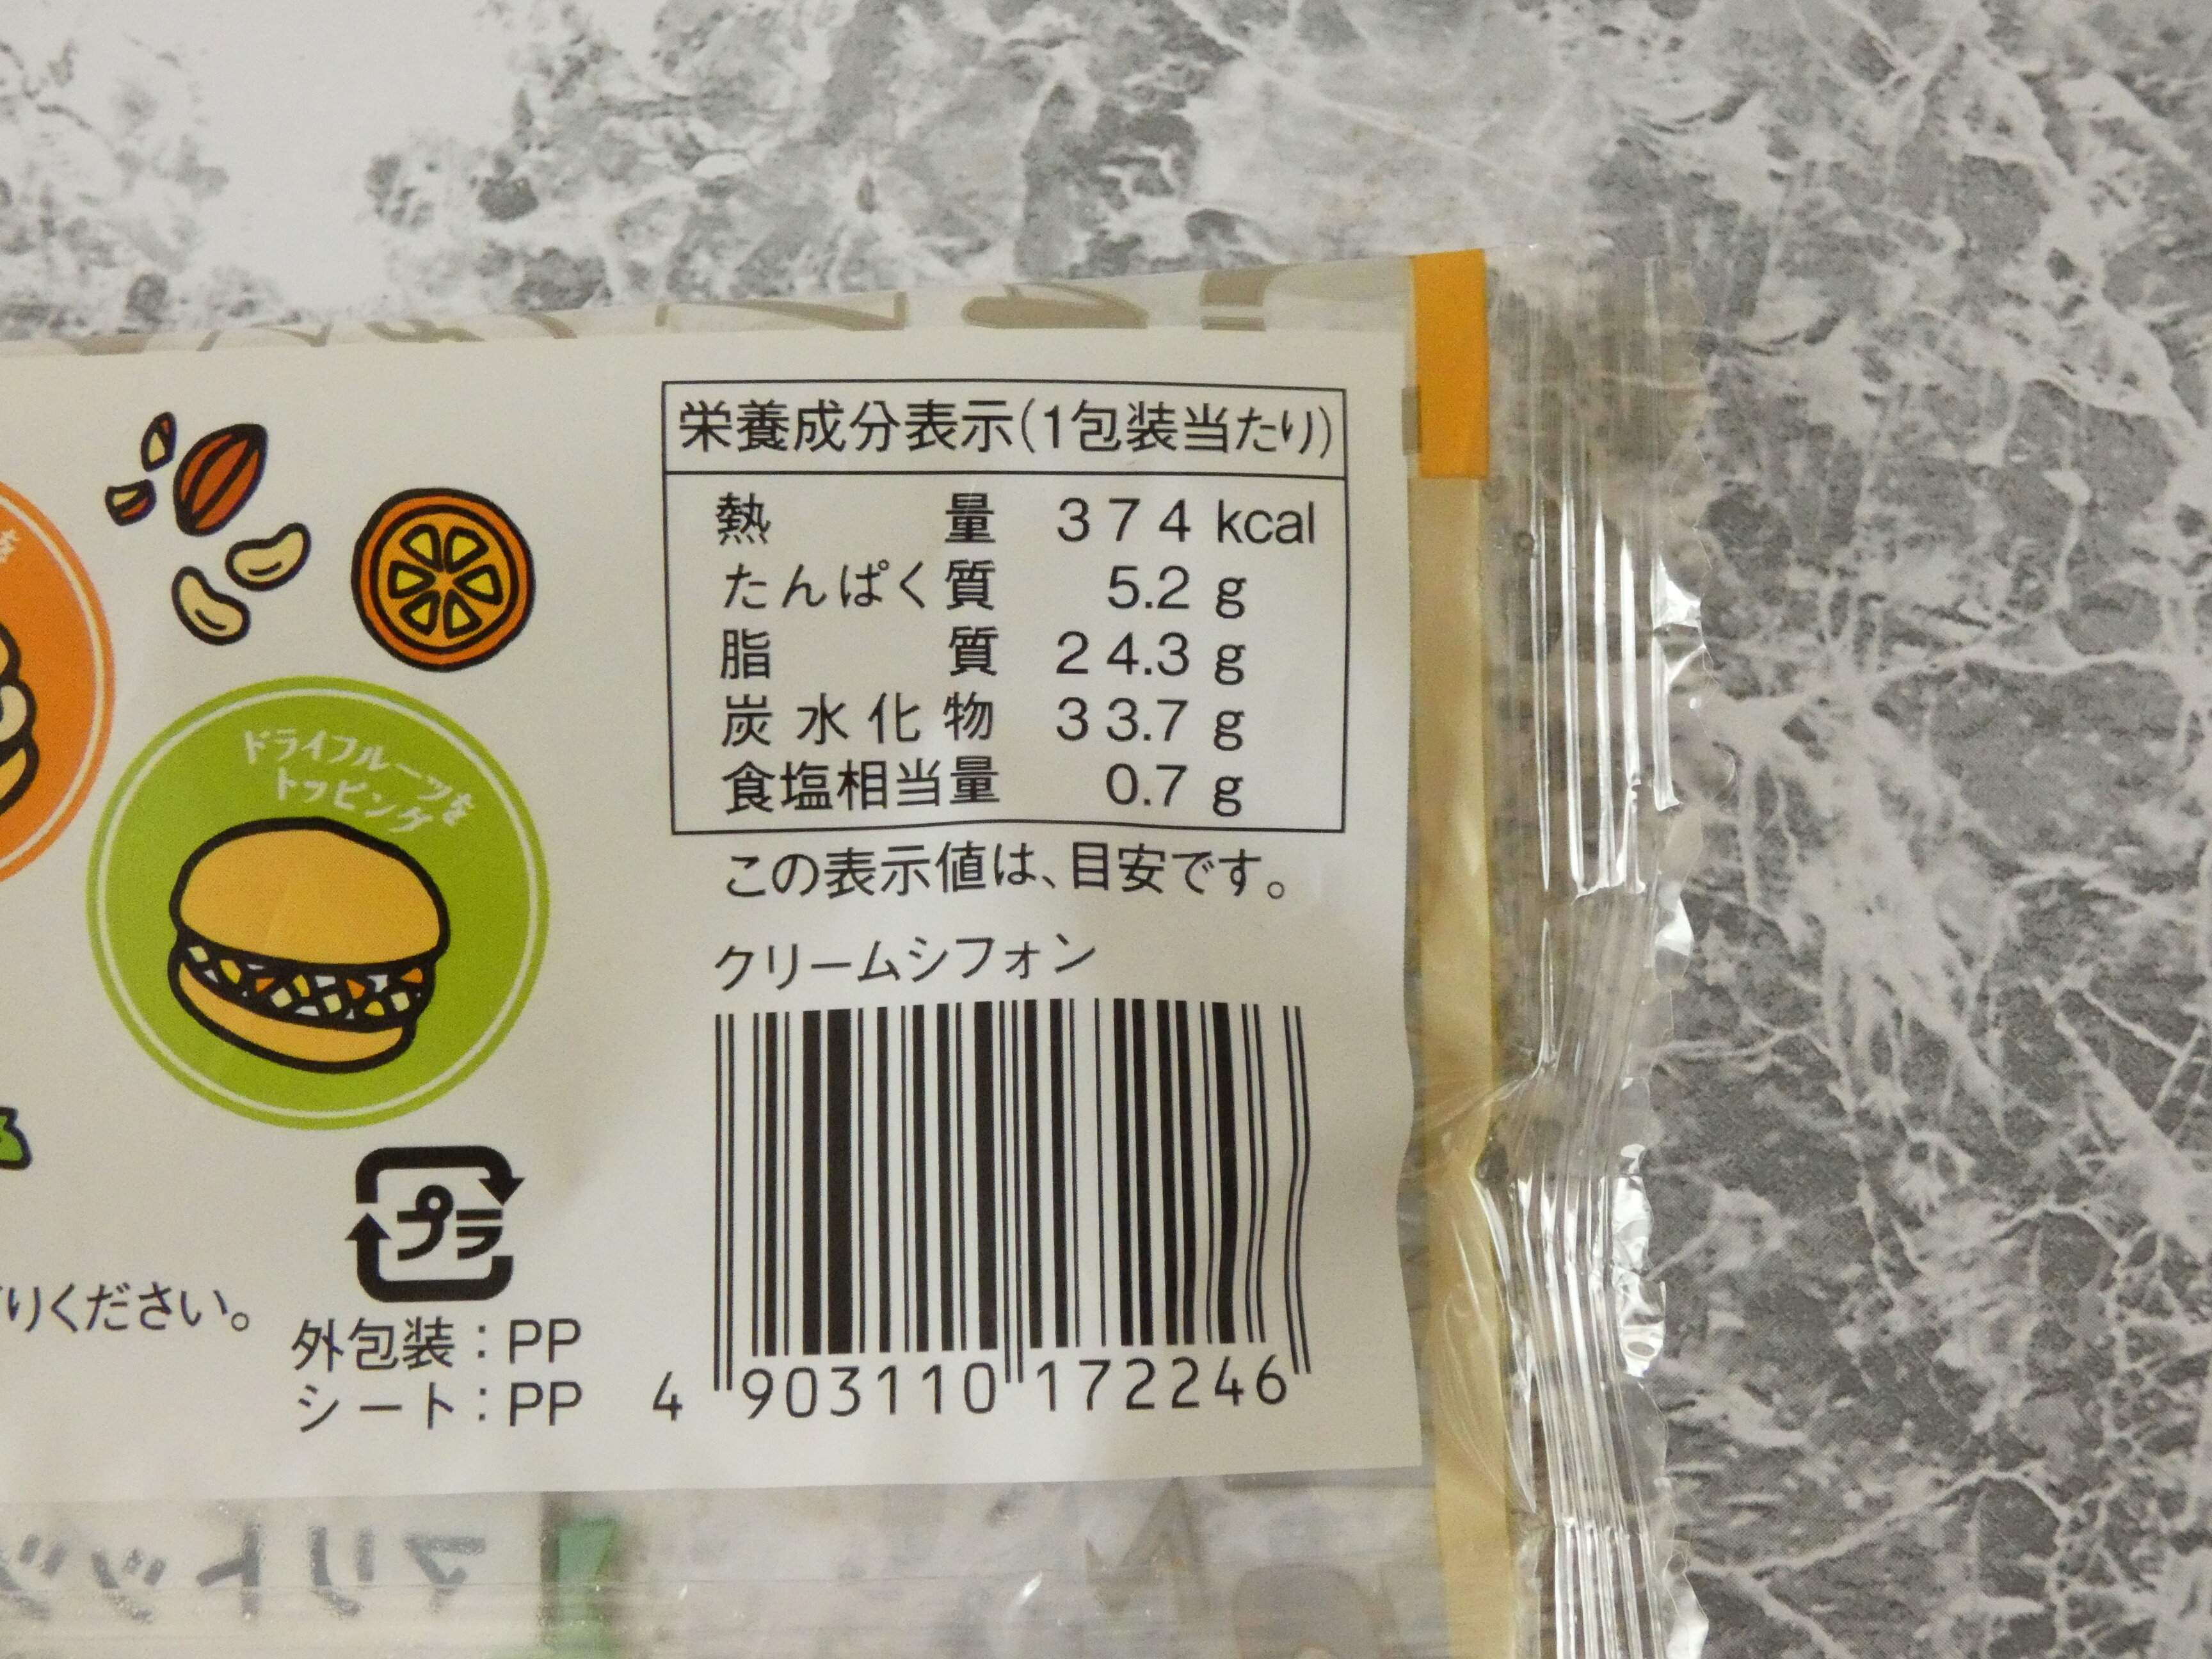 栄養成分表示(1包装当たり)
熱量 374 kcal
たんぱく質 5.2 g
脂質 24.3 g
炭水化物 33.7 g
食塩相当量 0.7 g
この表示値は、目安です。
クリームシフォン
4 903110 172246
ドライフルーツを
トッピング
プラ
りください。
外包装:PP
シート:PP